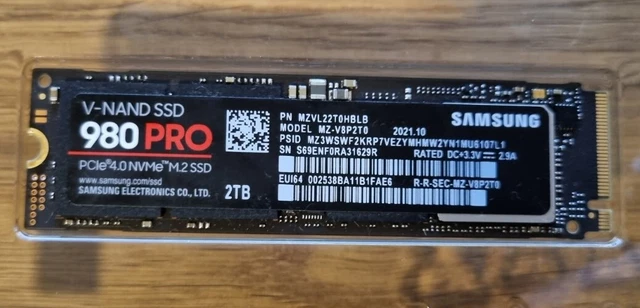 V-NAND SSD
980 PRO
PCIe®4.0 NVMe™ M.2 SSD
www.samsung.com/ssd
SAMSUNG ELECTRONICS CO., LTD.
2TB
PN MZVL22T0HBLB
MODEL MZ-V8P2T0 2021.10
PSID MZ3WSWF2KRP7VEZYMHMW2YN1MU6107L1
SN S69ENF0RA31629R
RATED DC+3.3V 2.9A
EUI64 002538BA11B1FAE6
R-R-SEC-MZ-V8P2T0
SAMSUNG